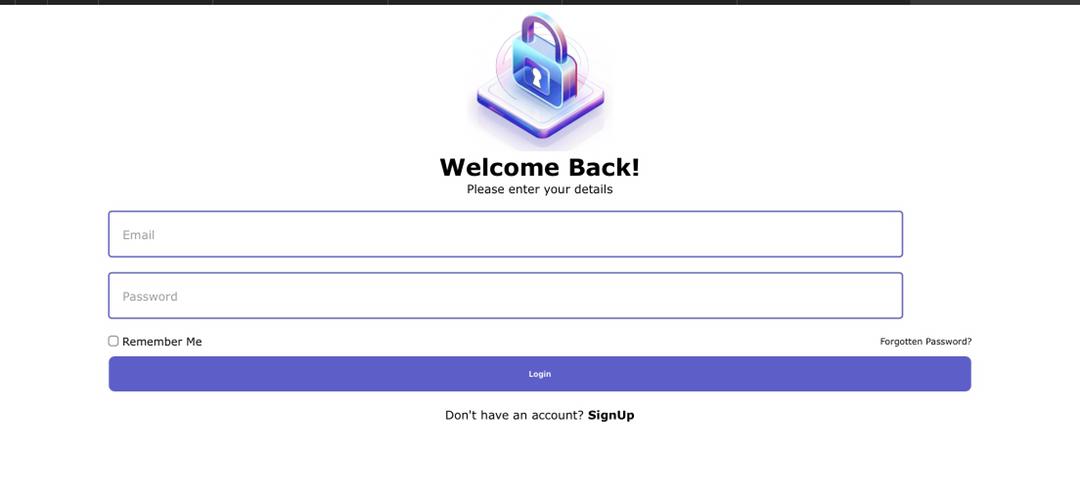 Welcome Back!
Please enter your details
Email
Password
Remember Me
Forgotten Password?
Login
Don't have an account? SignUp